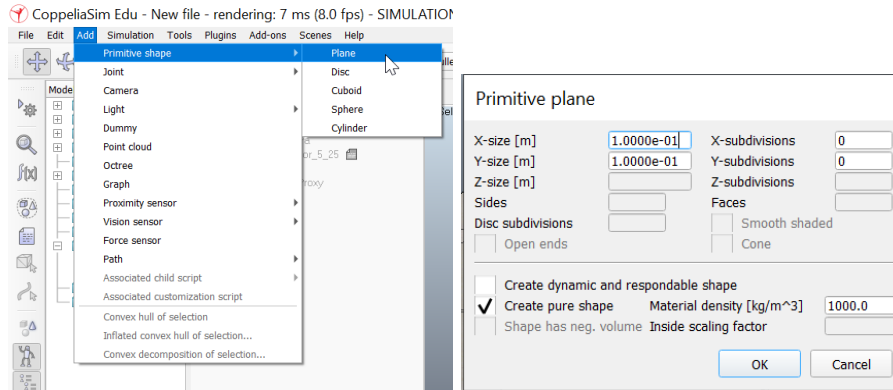 CoppeliaSim Edu - New file - rendering: 7 ms (8.0 fps) - SIMULATION
File Edit Add Simulation Tools Plugins Add-ons Scenes Help
Primitive shape
Joint
Camera
Light
Dummy
Point cloud
Octree
Graph
Proximity sensor
Vision sensor
Force sensor
Path
Associated child script
Associated customization script
Convex hull of selection
Inflated convex hull of selection...
Convex decomposition of selection...
Plane
Disc
Cuboid
Sphere
Cylinder
Mode
f(x)
or_5_25
roxy
Primitive plane
X-size [m] 1.0000e-01 X-subdivisions 0
Y-size [m] 1.0000e-01 Y-subdivisions 0
Z-size [m] Z-subdivisions
Sides Faces
Disc subdivisions Smooth shaded
Open ends Cone
Create dynamic and respondable shape
Create pure shape Material density [kg/m^3] 1000.0
Shape has neg. volume Inside scaling factor
OK Cancel